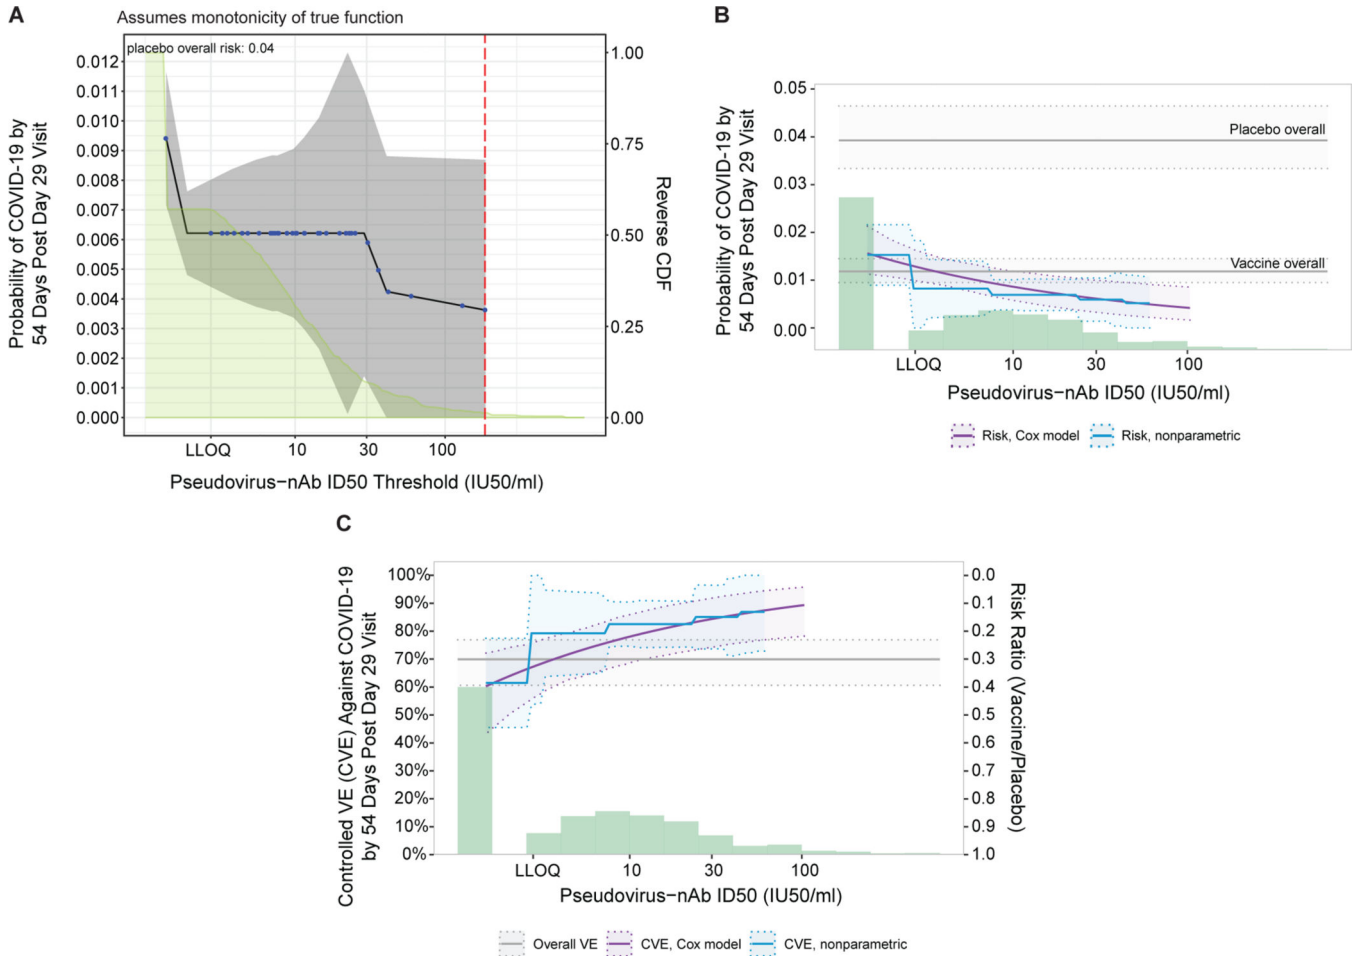 A
Assumes monotonicity of true function
placebo overall risk: 0.04
Probability of COVID−19 by
54 Days Post Day 29 Visit
0.012
0.011
0.010
0.009
0.008
0.007
0.006
0.005
0.004
0.003
0.002
0.001
0.000
1.00
0.75
0.50
0.25
0.00
Reverse CDF
LLOQ 10 30 100
Pseudovirus−nAb ID50 Threshold (IU50/ml)
B
Probability of COVID−19 by
54 Days Post Day 29 Visit
0.05
0.04
0.03
0.02
0.01
0.00
Placebo overall
Vaccine overall
LLOQ 10 30 100
Pseudovirus−nAb ID50 (IU50/ml)
Risk, Cox model Risk, nonparametric
C
Controlled VE (CVE) Against COVID−19
by 54 Days Post Day 29 Visit
100%
90%
80%
70%
60%
50%
40%
30%
20%
10%
0%
0.0
0.1
0.2
0.3
0.4
0.5
0.6
0.7
0.8
0.9
1.0
Risk Ratio (Vaccine/Placebo)
LLOQ 10 30 100
Pseudovirus−nAb ID50 (IU50/ml)
Overall VE CVE, Cox model CVE, nonparametric